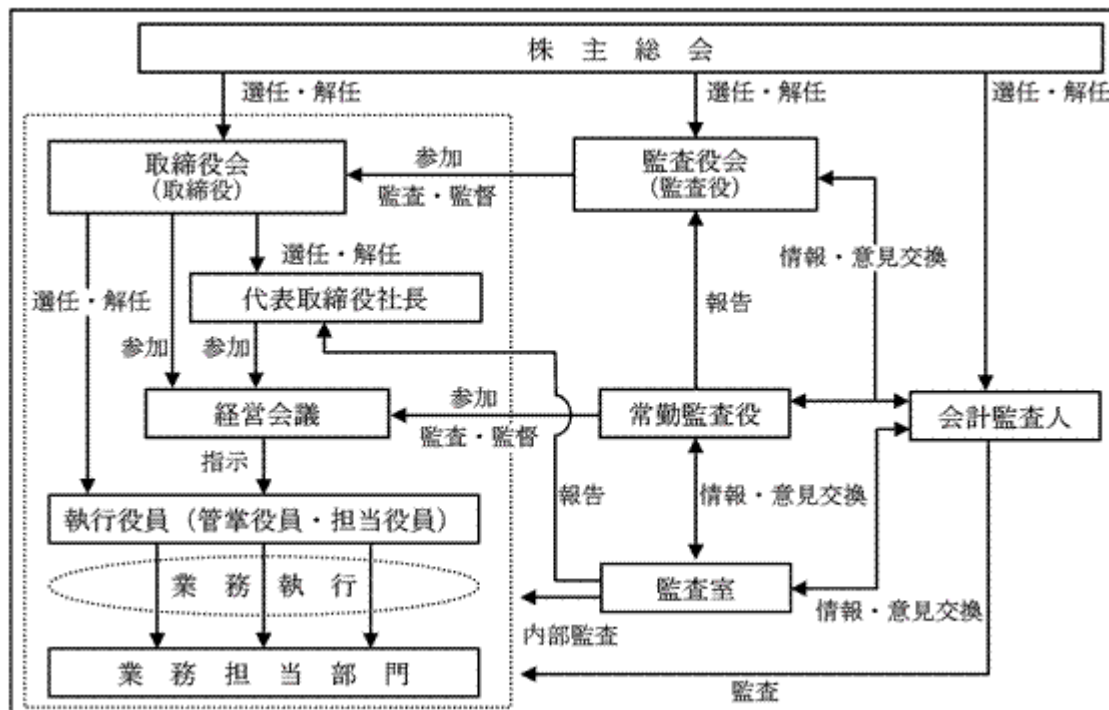 株 主 総 会
選任・解任
選任・解任
選任・解任
取締役会
(取締役)
参加
監査・監督
監査役会
(監査役)
選任・解任
選任・解任
情報・意見交換
代表取締役社長
報告
参加
参加
経営会議
参加
監査・監督
常勤監査役
会計監査人
指示
報告
情報・意見交換
執行役員（管掌役員・担当役員）
業 務 執 行
監査室
情報・意見交換
内部監査
業 務 担 当 部 門
監査